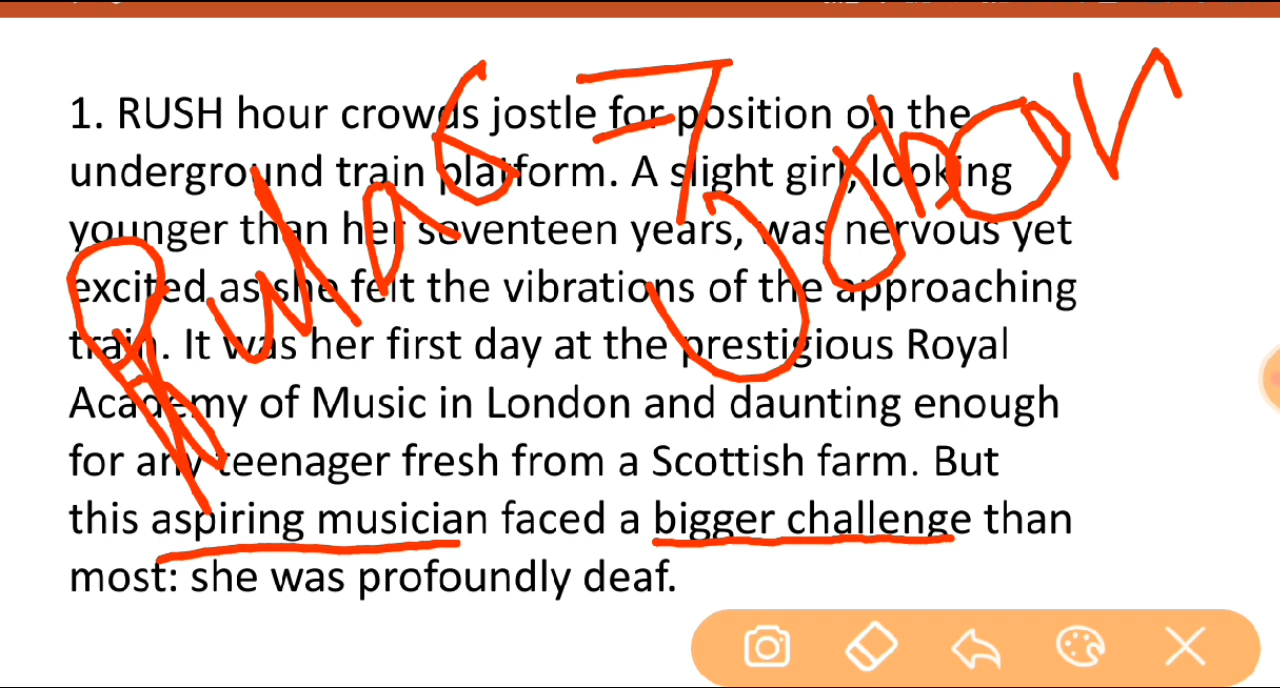 1. RUSH hour crowds jostle for position on the
underground train platform. A slight girl, looking
younger than her seventeen years, was nervous yet
excited as she felt the vibrations of the approaching
train. It was her first day at the prestigious Royal
Academy of Music in London and daunting enough
for any teenager fresh from a Scottish farm. But
this aspiring musician faced a bigger challenge than
most: she was profoundly deaf.